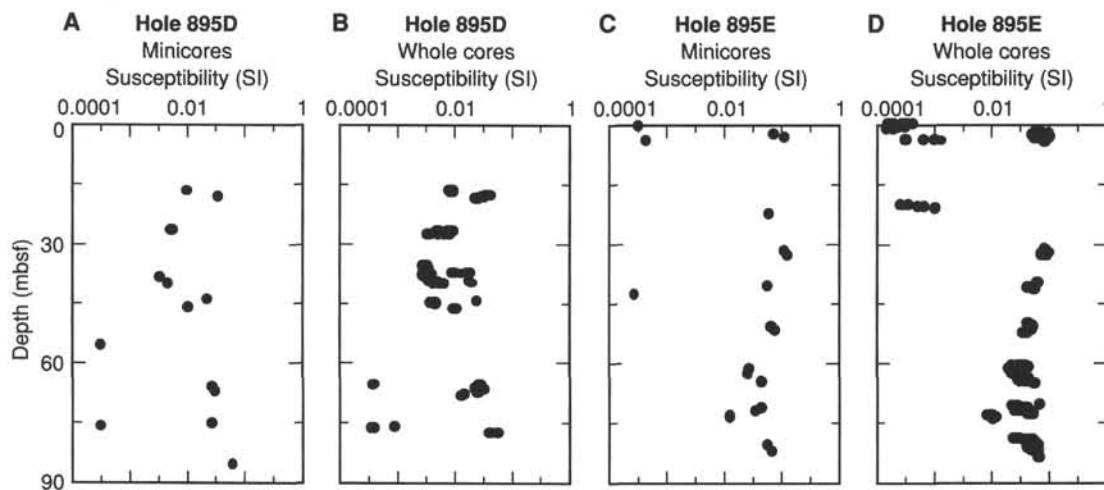 A Hole 895D
Minicores
Susceptibility (SI)
0.0001 0.01 1
B Hole 895D
Whole cores
Susceptibility (SI)
0.0001 0.01 1
C Hole 895E
Minicores
Susceptibility (SI)
0.0001 0.01 1
D Hole 895E
Whole cores
Susceptibility (SI)
0.0001 0.01 1
Depth (mbsf)
0
30
60
90